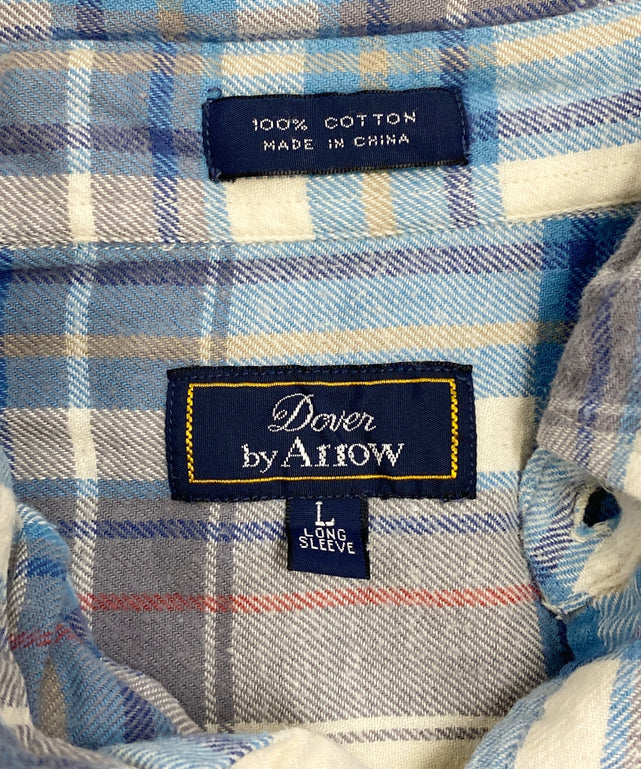 100% COTTON
MADE IN CHINA
Dover
by Arrow
L
LONG
SLEEVE